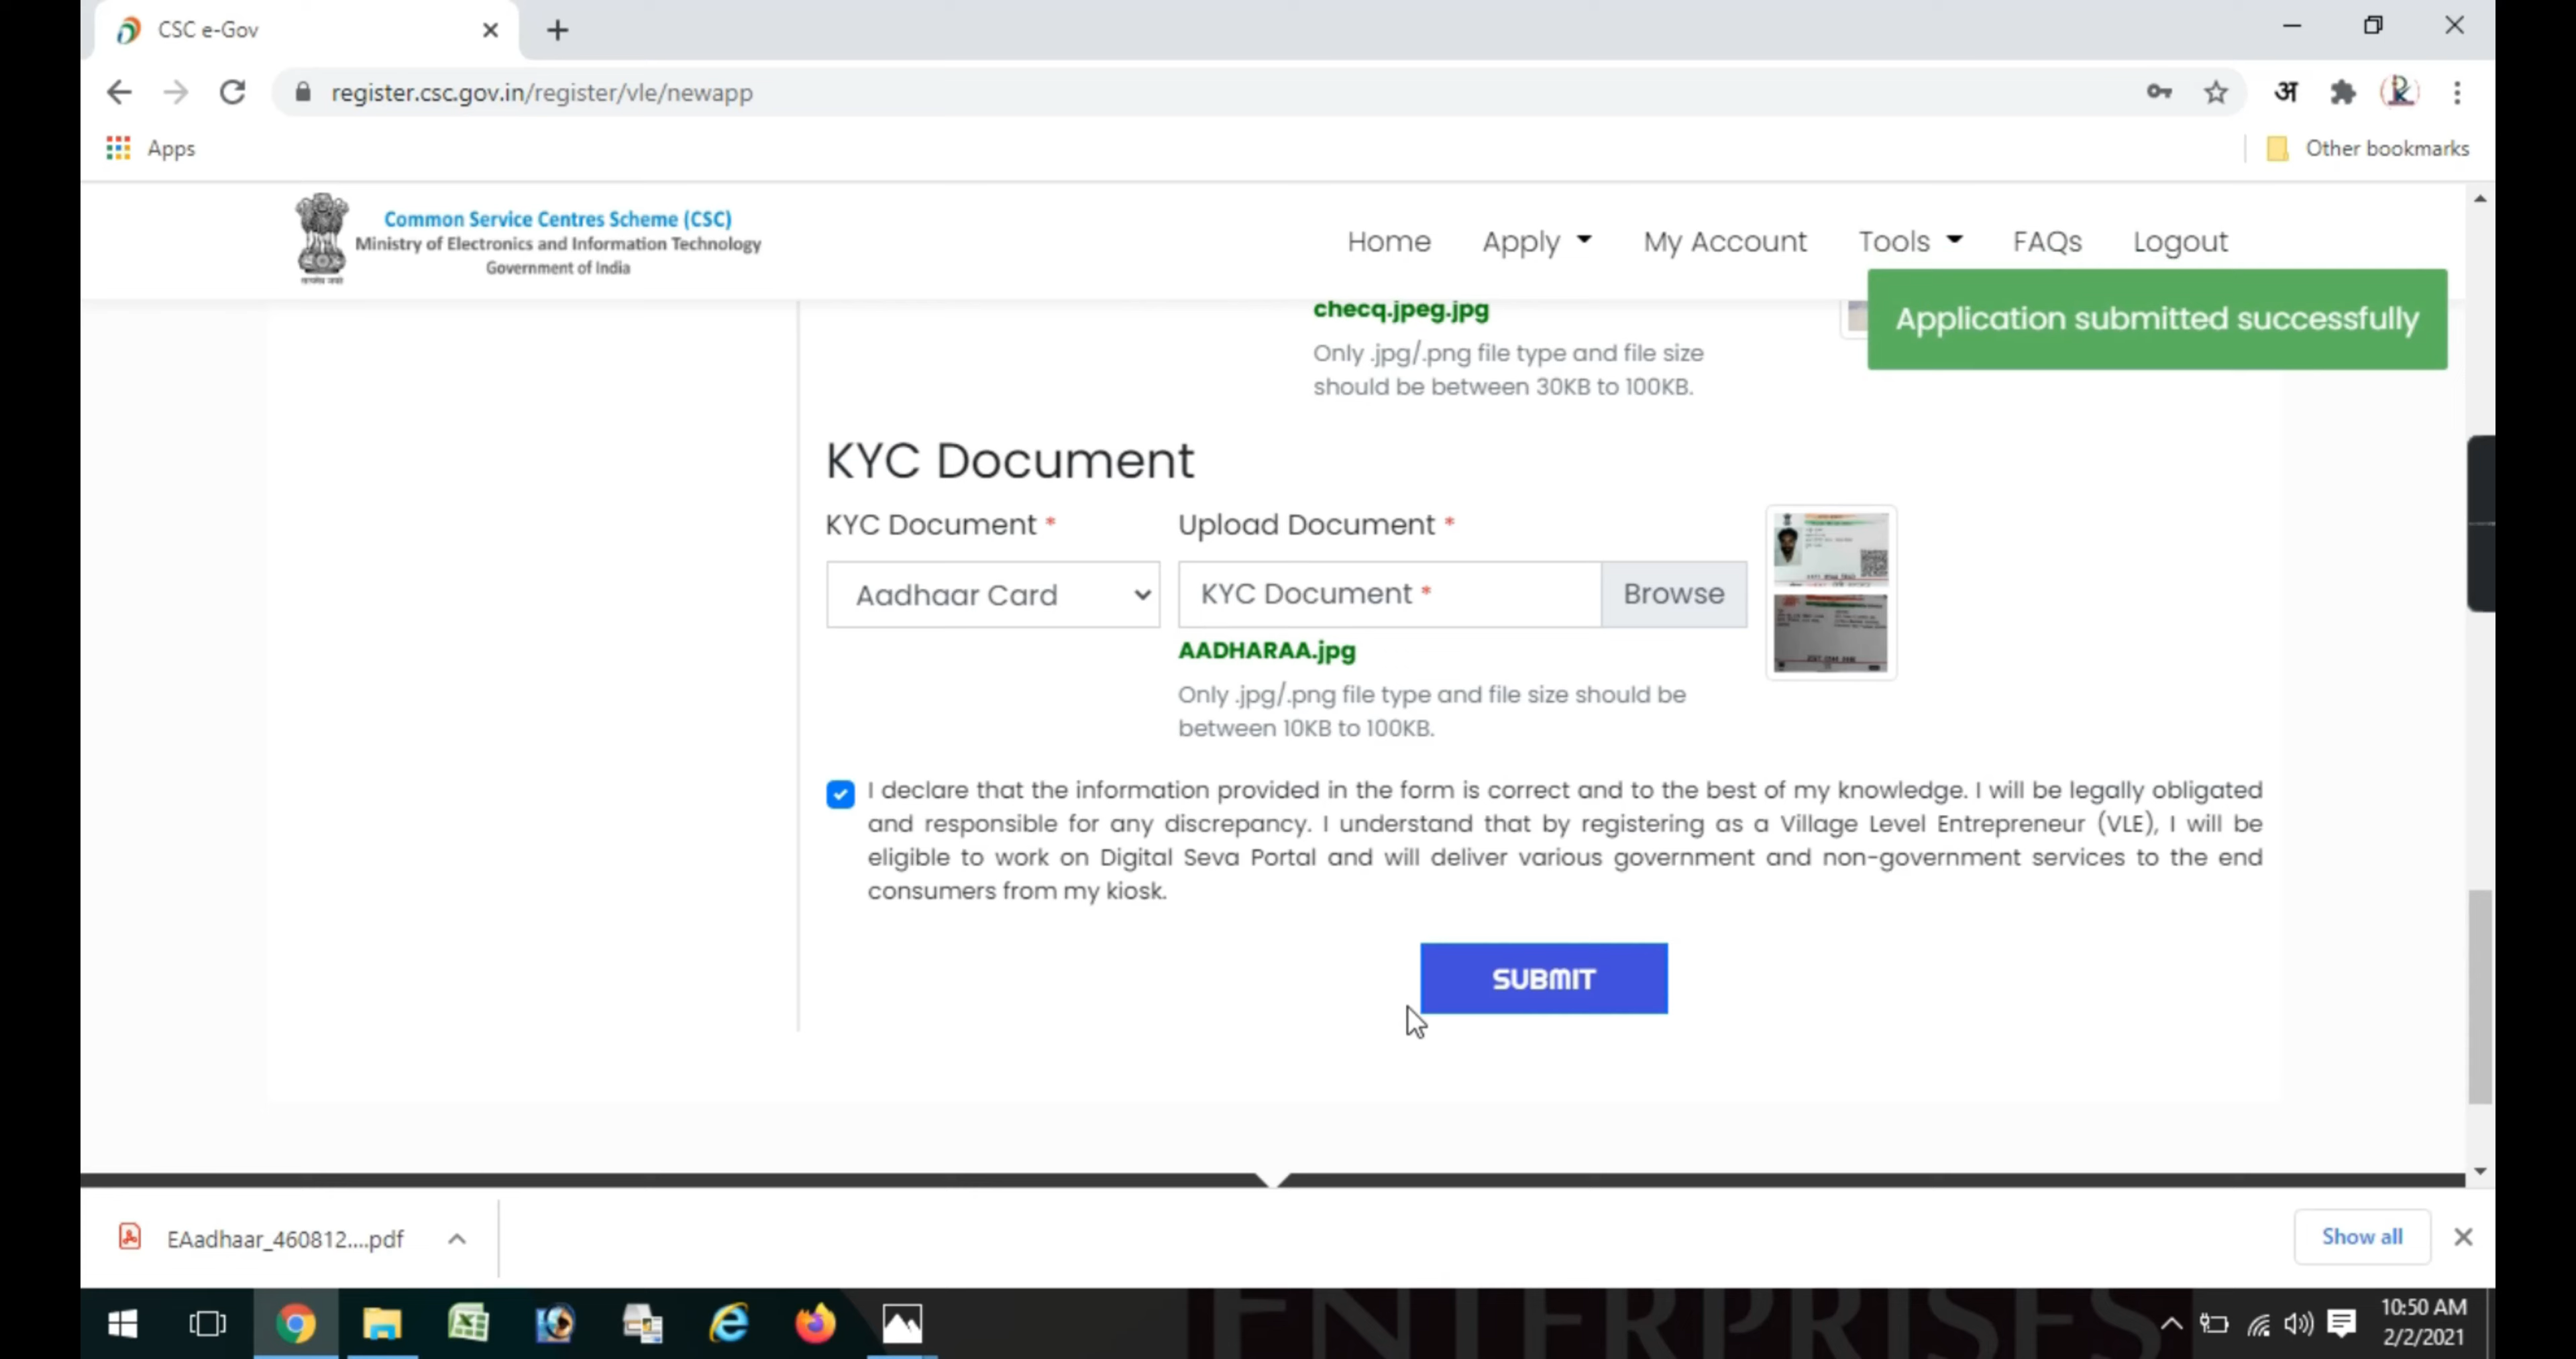 CSC e-Gov
register.csc.gov.in/register/vle/newapp
अ
Apps
Other bookmarks
Common Service Centres Scheme (CSC)
Ministry of Electronics and Information Technology
Government of India
Home Apply My Account Tools FAQs Logout
Application submitted successfully
checq.jpeg.jpg
Only .jpg/.png file type and file size
should be between 30KB to 100KB.
KYC Document
KYC Document * Upload Document *
Aadhaar Card KYC Document * Browse
AADHARAA.jpg
Only .jpg/.png file type and file size should be
between 10KB to 100KB.
I declare that the information provided in the form is correct and to the best of my knowledge. I will be legally obligated
and responsible for any discrepancy. I understand that by registering as a Village Level Entrepreneur (VLE), I will be
eligible to work on Digital Seva Portal and will deliver various government and non-government services to the end
consumers from my kiosk.
SUBMIT
EAadhaar_460812....pdf
Show all
ENTERPRISES
10:50 AM
2/2/2021